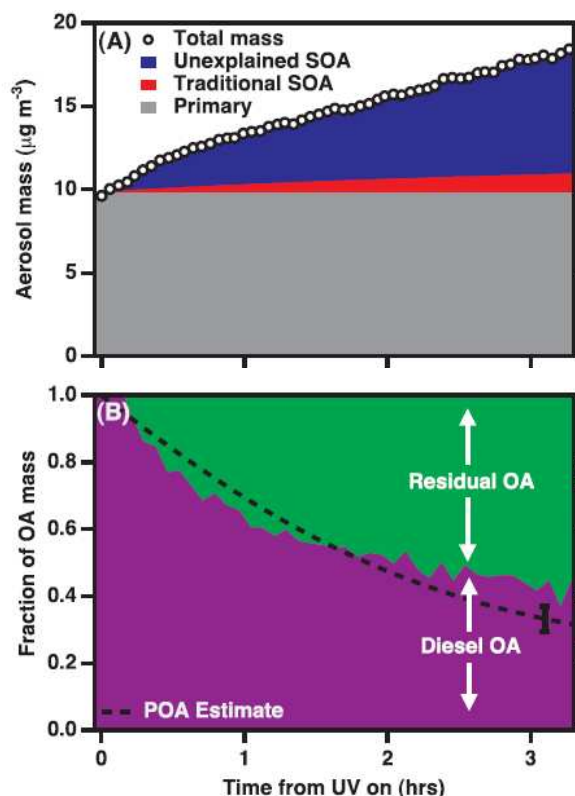 20
(A)
Total mass
Unexplained SOA
Traditional SOA
Primary
15
10
5
0
Aerosol mass (μg m⁻³)
1.0
(B)
0.8
0.6
0.4
0.2
0.0
Fraction of OA mass
Residual OA
Diesel OA
POA Estimate
0
1
2
3
Time from UV on (hrs)